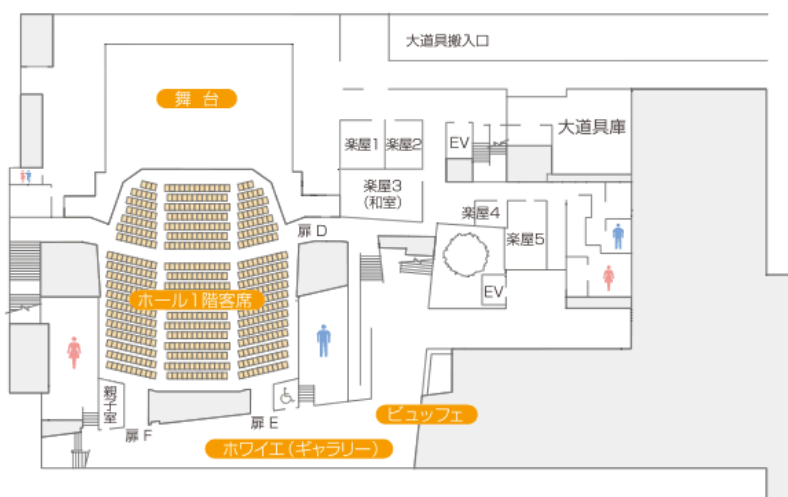 大道具搬入口
舞 台
楽屋1
楽屋2
EV
大道具庫
楽屋3
(和室)
楽屋4
扉 D
楽屋5
EV
ホール1階客席
親子室
扉 E
扉 F
ビュッフェ
ホワイエ(ギャラリー)